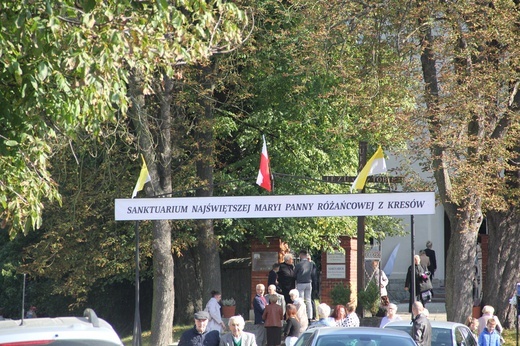 SANKTUARIUM NAJŚWIĘTSZEJ MARYI PANNY RÓŻAŃCOWEJ Z KRESÓW